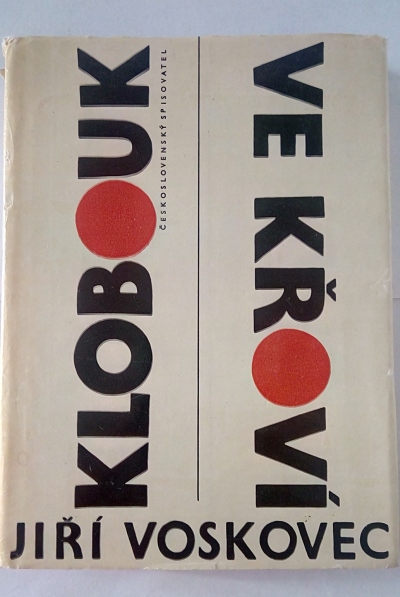 KLOBOUK
ČESKOSLOVENSKÝ SPISOVATEL
VE KŘOVÍ
JIŘÍ VOSKOVEC